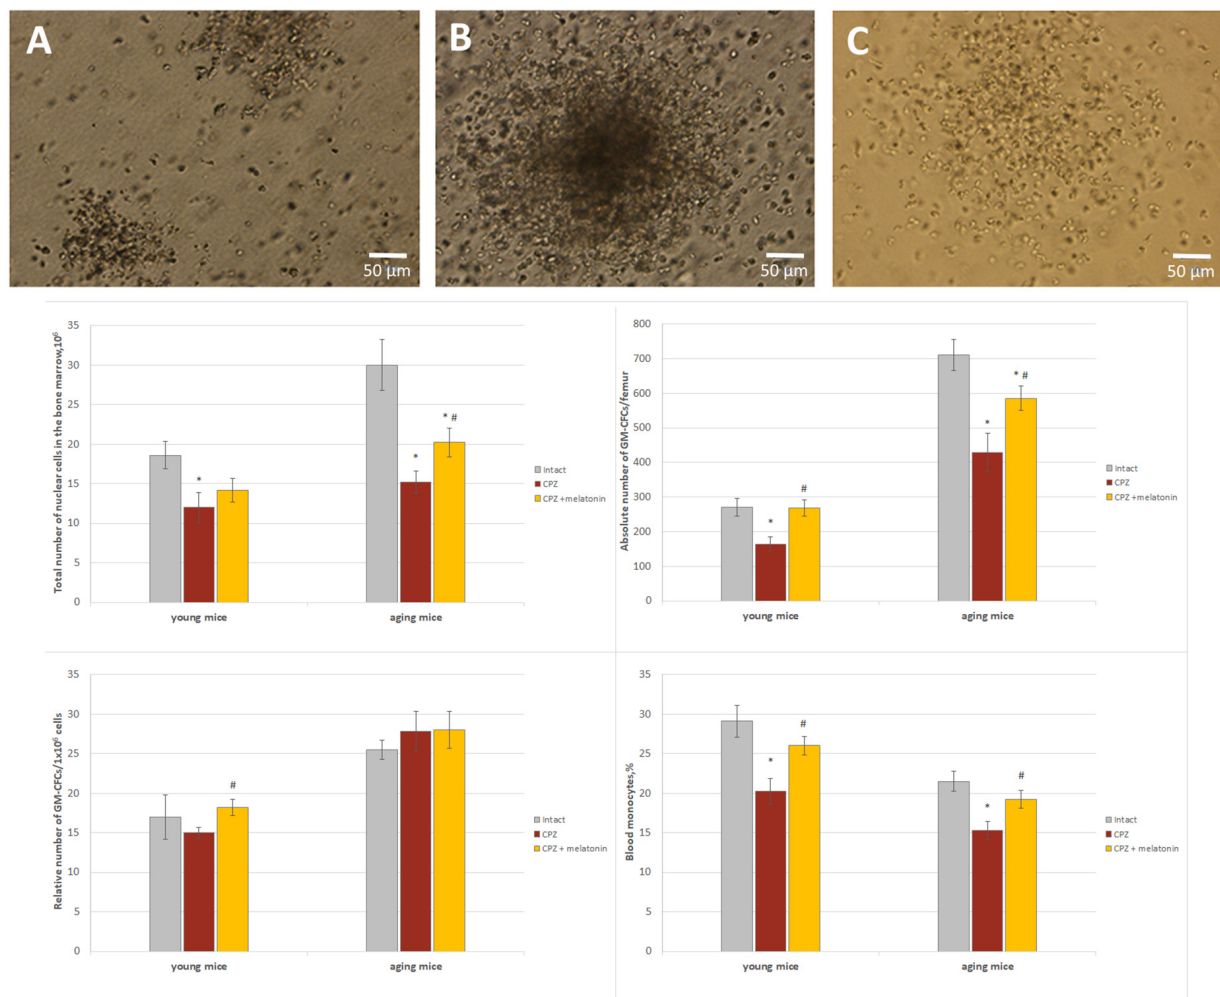 A
B
C
50 µm
50 µm
50 µm
Total number of nuclear cells in the bone marrow,10⁶
35
30
25
20
15
10
5
0
young mice
aging mice
*
*
* #
Intact
CPZ
CPZ +melatonin
Absolute number of GM-CFCs/femur
800
700
600
500
400
300
200
100
0
young mice
aging mice
*
#
*
* #
Intact
CPZ
CPZ +melatonin
Relative number of GM-CFCs/1x10⁶ cells
35
30
25
20
15
10
5
0
young mice
aging mice
#
Intact
CPZ
CPZ + melatonin
Blood monocytes,%
35
30
25
20
15
10
5
0
young mice
aging mice
*
#
*
#
Intact
CPZ
CPZ + melatonin